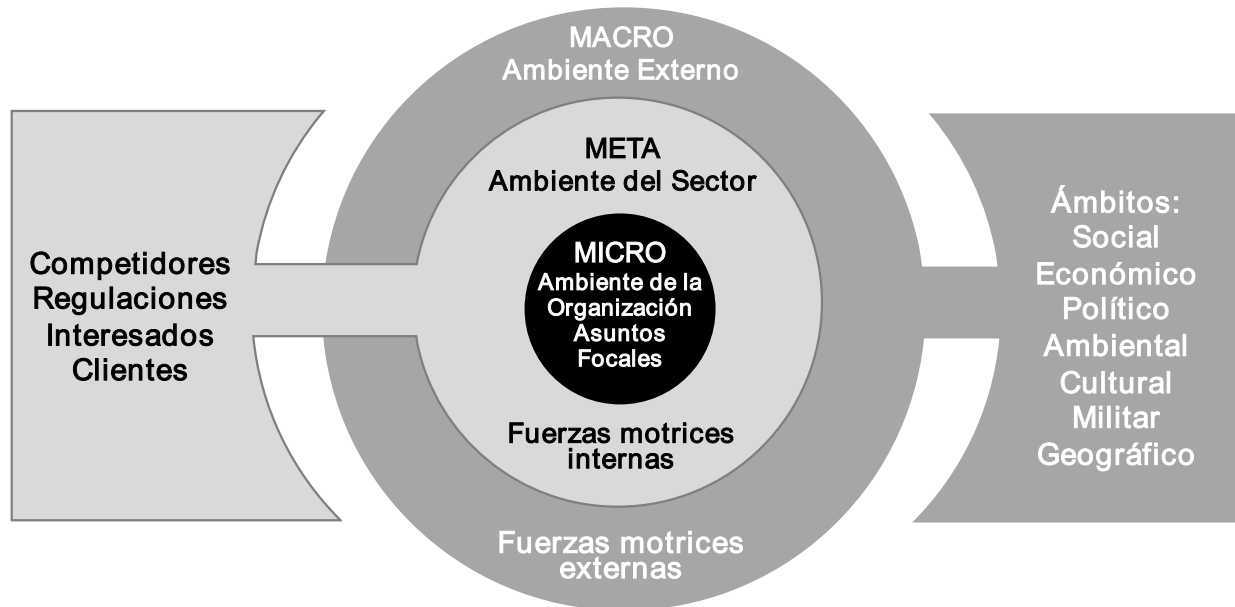 MACRO
Ambiente Externo
META
Ambiente del Sector
MICRO
Ambiente de la
Organización
Asuntos
Focales
Fuerzas motrices
internas
Fuerzas motrices
externas
Competidores
Regulaciones
Interesados
Clientes
Ámbitos:
Social
Económico
Político
Ambiental
Cultural
Militar
Geográfico